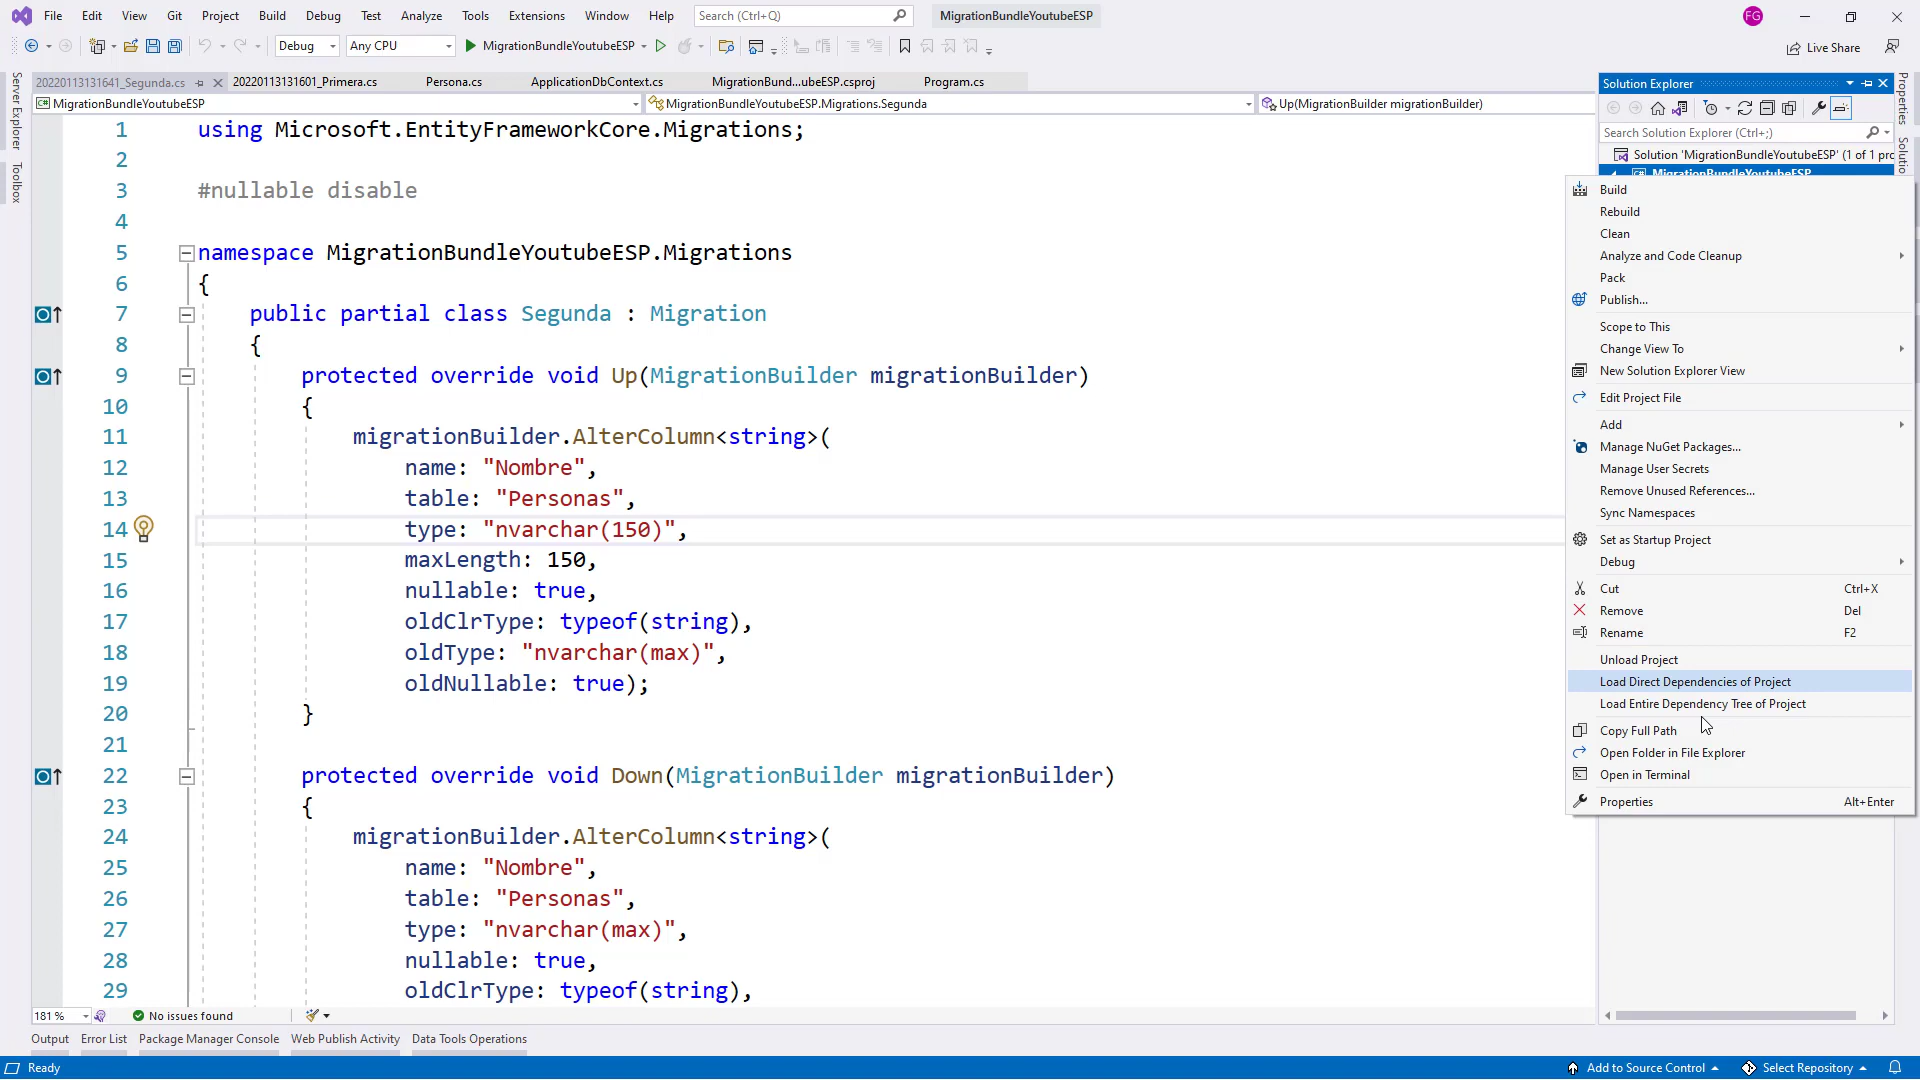 File Edit View Git Project Build Debug Test Analyze Tools Extensions Window Help Search (Ctrl+Q) MigrationBundleYoutubeESP FG
Debug Any CPU MigrationBundleYoutubeESP Live Share
20220113131641_Segunda.cs 20220113131601_Primera.cs Persona.cs ApplicationDbContext.cs MigrationBund...ubeESP.csproj Program.cs
MigrationBundleYoutubeESP MigrationBundleYoutubeESP.Migrations.Segunda Up(MigrationBuilder migrationBuilder)
Server Explorer
Toolbox
1 using Microsoft.EntityFrameworkCore.Migrations;
2
3 #nullable disable
4
5 namespace MigrationBundleYoutubeESP.Migrations
6 {
7 public partial class Segunda : Migration
8 {
9 protected override void Up(MigrationBuilder migrationBuilder)
10 {
11 migrationBuilder.AlterColumn<string>(
12 name: "Nombre",
13 table: "Personas",
14 type: "nvarchar(150)",
15 maxLength: 150,
16 nullable: true,
17 oldClrType: typeof(string),
18 oldType: "nvarchar(max)",
19 oldNullable: true);
20 }
21
22 protected override void Down(MigrationBuilder migrationBuilder)
23 {
24 migrationBuilder.AlterColumn<string>(
25 name: "Nombre",
26 table: "Personas",
27 type: "nvarchar(max)",
28 nullable: true,
29 oldClrType: typeof(string),
Solution Explorer
Search Solution Explorer (Ctrl+;)
Solution 'MigrationBundleYoutubeESP' (1 of 1 pro
MigrationBundleYoutubeESP
Properties
Solutio
Build
Rebuild
Clean
Analyze and Code Cleanup
Pack
Publish...
Scope to This
Change View To
New Solution Explorer View
Edit Project File
Add
Manage NuGet Packages...
Manage User Secrets
Remove Unused References...
Sync Namespaces
Set as Startup Project
Debug
Cut Ctrl+X
Remove Del
Rename F2
Unload Project
Load Direct Dependencies of Project
Load Entire Dependency Tree of Project
Copy Full Path
Open Folder in File Explorer
Open in Terminal
Properties Alt+Enter
181 % No issues found
Output Error List Package Manager Console Web Publish Activity Data Tools Operations
Ready Add to Source Control Select Repository